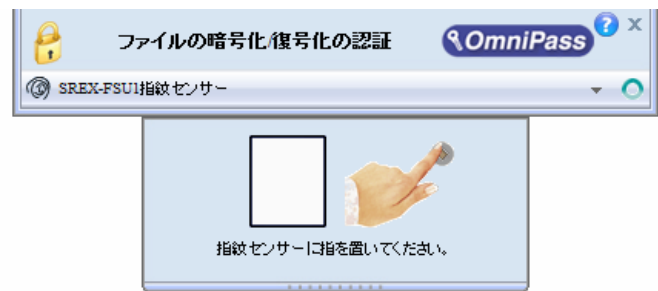 ファイルの暗号化/復号化の認証
OmniPass
?
x
SREX-FSU1指紋センサー
指紋センサーに指を置いてください。